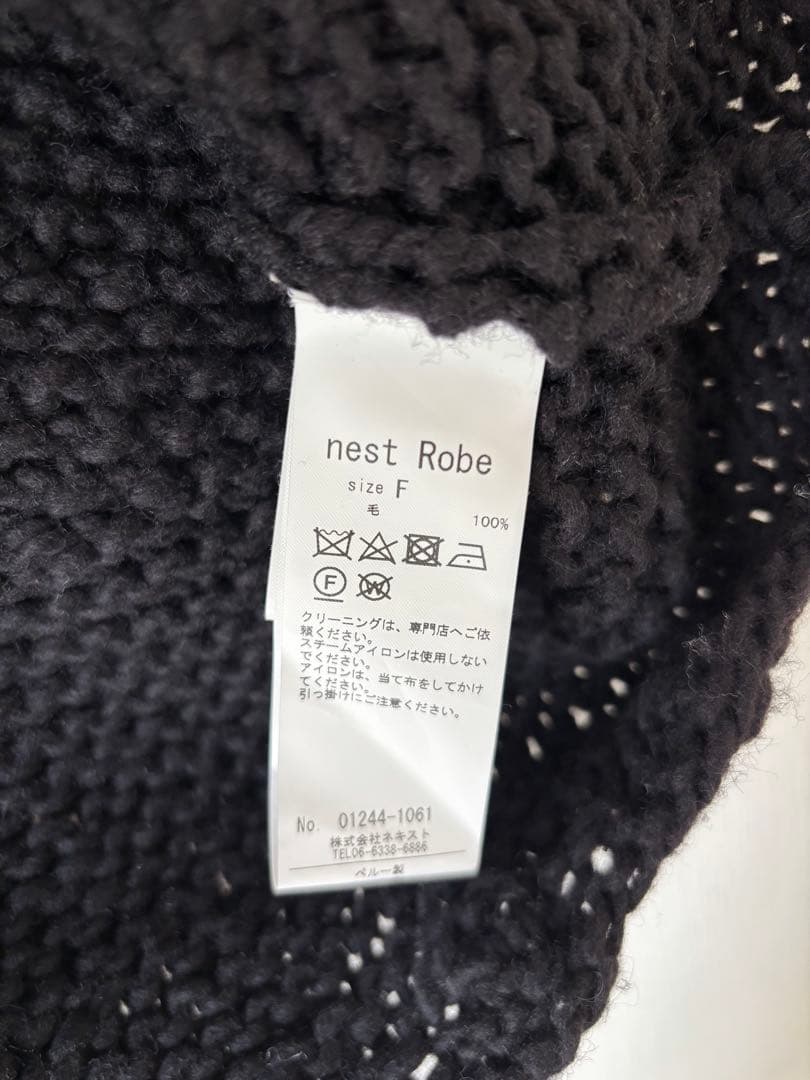 nest Robe
size F
毛 100%
F W
クリーニングは、専門店へご依
頼ください。
スチームアイロンは使用しない
でください。
アイロンは、当て布をしてかけ
てください。
引っ掛けにご注意ください。
No. 01244-1061
株式会社ネキスト
TEL06-6338-6886
ペルー製